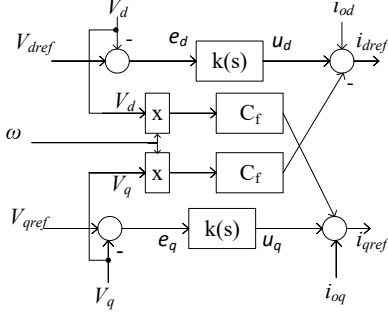 V_d i_od
V_dref - e_d k(s) u_d i_dref
V_d x C_f -
ω
V_q x C_f
V_qref e_q k(s) u_q i_qref
-
V_q i_oq